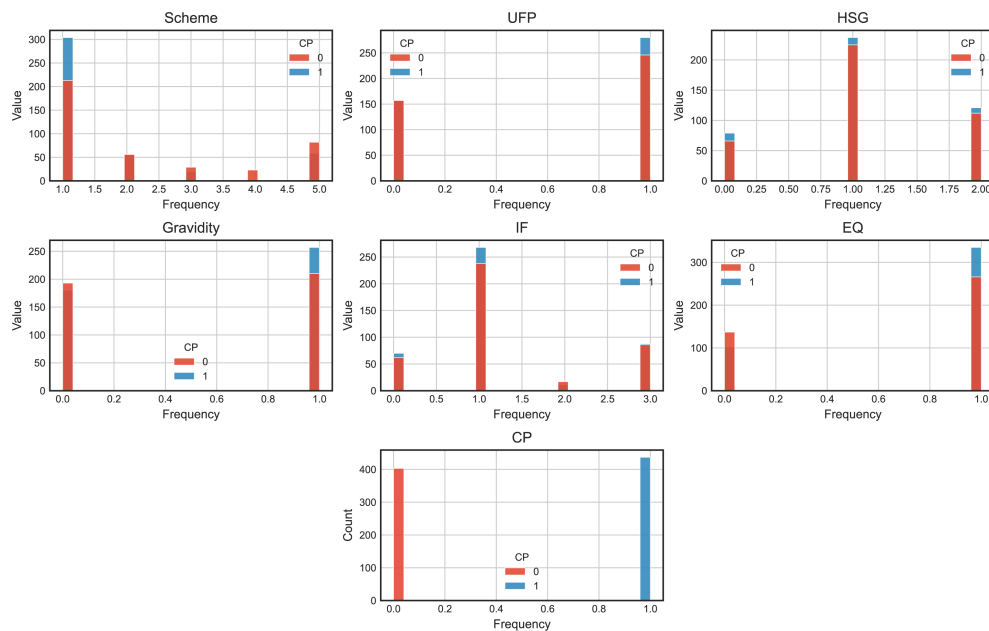 Scheme
300
250
200
150
100
50
0
Value
CP
0
1
1.0 1.5 2.0 2.5 3.0 3.5 4.0 4.5 5.0
Frequency
UFP
250
200
150
100
50
0
Value
CP
0
1
0.0 0.2 0.4 0.6 0.8 1.0
Frequency
HSG
200
150
100
50
0
Value
CP
0
1
0.00 0.25 0.50 0.75 1.00 1.25 1.50 1.75 2.00
Frequency
Gravidity
250
200
150
100
50
0
Value
CP
0
1
0.0 0.2 0.4 0.6 0.8 1.0
Frequency
IF
250
200
150
100
50
0
Value
CP
0
1
0.0 0.5 1.0 1.5 2.0 2.5 3.0
Frequency
EQ
300
200
100
0
Value
CP
0
1
0.0 0.2 0.4 0.6 0.8 1.0
Frequency
CP
400
300
200
100
0
Count
CP
0
1
0.0 0.2 0.4 0.6 0.8 1.0
Frequency